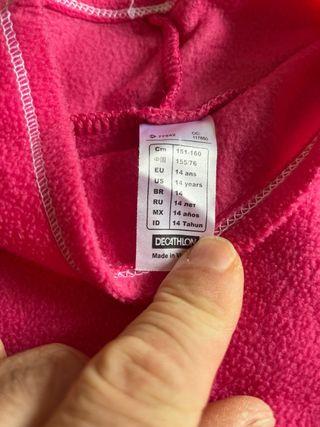 CC:
Cm 151-160
中国 155/76
EU 14 ans
US 14 years
BR 14
RU 14 лет
MX 14 años
ID 14 Tahun
DECATHLON
Made in